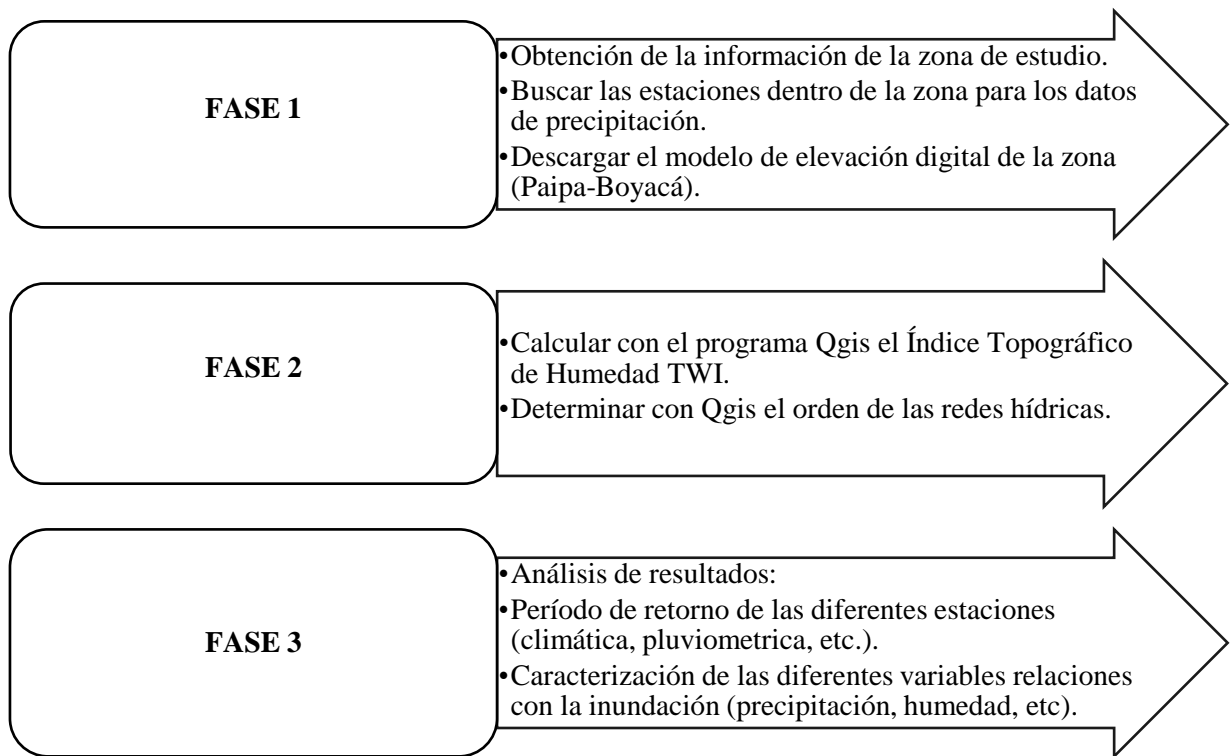 FASE 1
•Obtención de la información de la zona de estudio.
•Buscar las estaciones dentro de la zona para los datos
de precipitación.
•Descargar el modelo de elevación digital de la zona
(Paipa-Boyacá).
FASE 2
•Calcular con el programa Qgis el Índice Topográfico
de Humedad TWI.
•Determinar con Qgis el orden de las redes hídricas.
FASE 3
•Análisis de resultados:
•Período de retorno de las diferentes estaciones
(climática, pluviometrica, etc.).
•Caracterización de las diferentes variables relaciones
con la inundación (precipitación, humedad, etc).